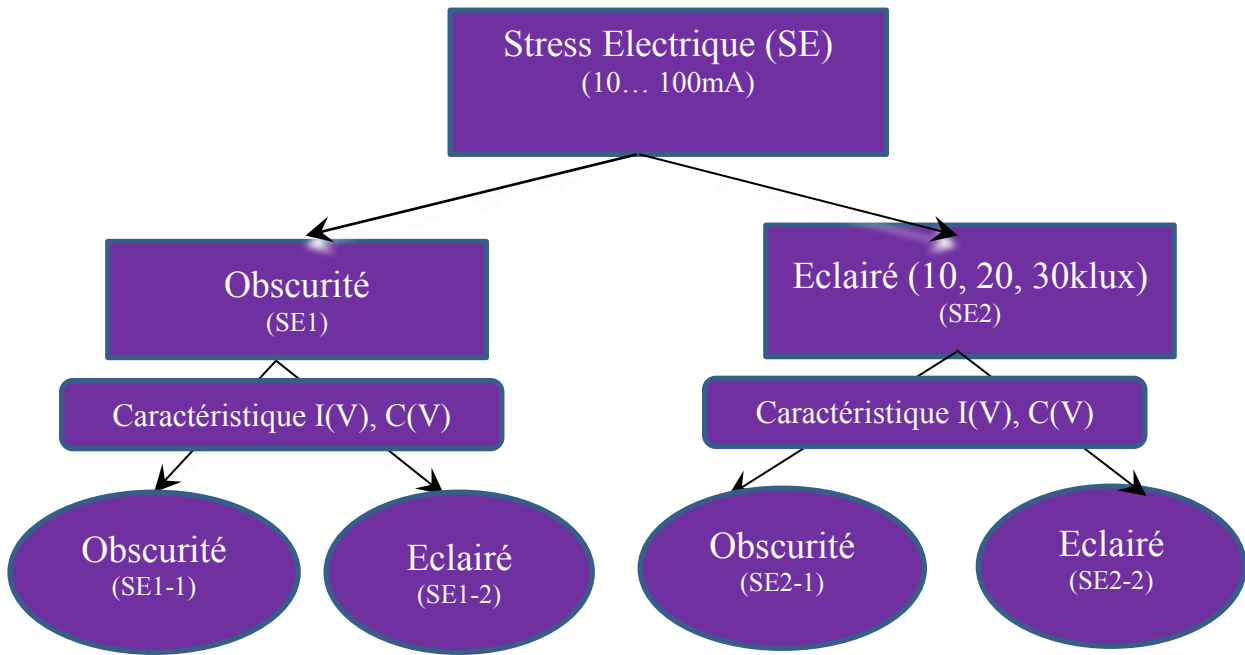 Stress Electrique (SE)
(10… 100mA)
Obscurité
(SE1)
Eclairé (10, 20, 30klux)
(SE2)
Caractéristique I(V), C(V)
Caractéristique I(V), C(V)
Obscurité
(SE1-1)
Eclairé
(SE1-2)
Obscurité
(SE2-1)
Eclairé
(SE2-2)